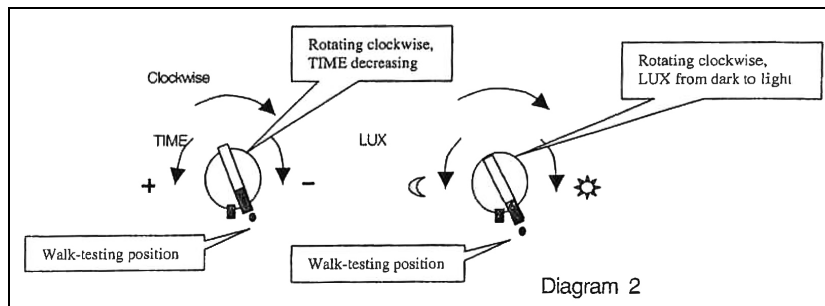 Rotating clockwise,
TIME decreasing
Clockwise
Rotating clockwise,
LUX from dark to light
TIME
LUX
+
-
Walk-testing position
Walk-testing position
Diagram 2